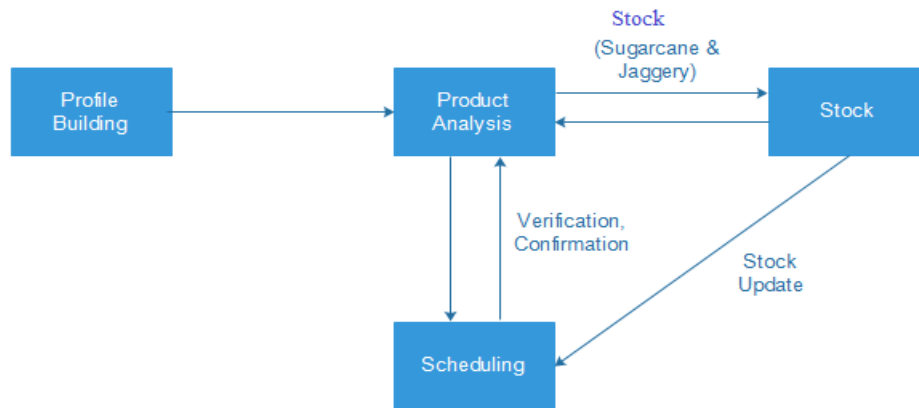 Stock
(Sugarcane &
Jaggery)
Profile
Building
Product
Analysis
Stock
Verification,
Confirmation
Stock
Update
Scheduling